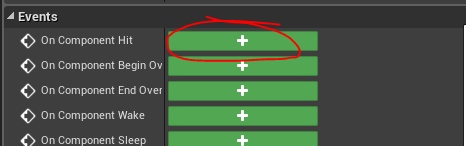 Events
On Component Hit
On Component Begin Ov
On Component End Over
On Component Wake
On Component Sleep